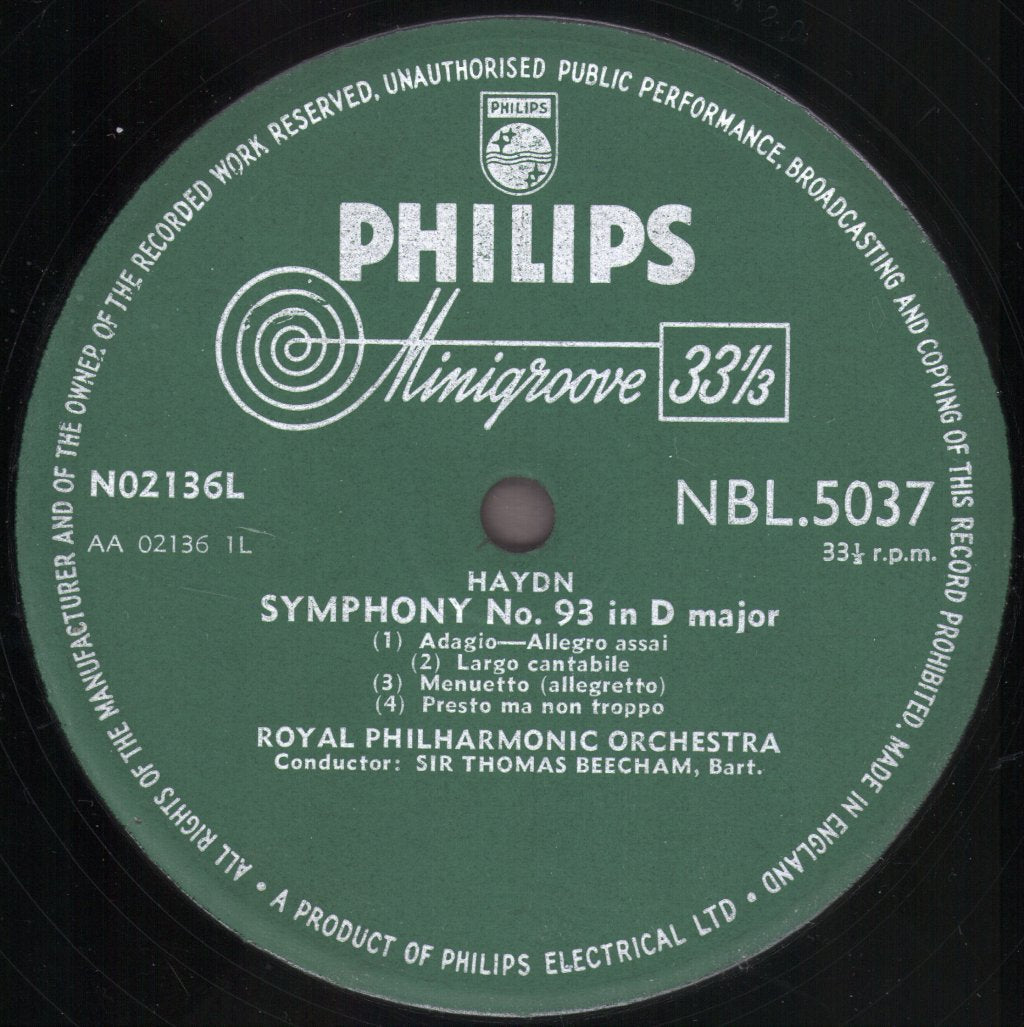 ALL RIGHTS OF THE MANUFACTURER AND OF THE OWNER OF THE RECORDED WORK RESERVED. UNAUTHORISED PUBLIC PERFORMANCE, BROADCASTING AND COPYING OF THIS RECORD PROHIBITED. MADE IN ENGLAND
PHILIPS
PHILIPS
Minigroove 33⅓
N02136L
NBL.5037
AA 02136 1L
33⅓ r.p.m.
HAYDN
SYMPHONY No. 93 in D major
(1) Adagio—Allegro assai
(2) Largo cantabile
(3) Menuetto (allegretto)
(4) Presto ma non troppo
ROYAL PHILHARMONIC ORCHESTRA
Conductor: SIR THOMAS BEECHAM, Bart.
• A PRODUCT OF PHILIPS ELECTRICAL LTD •